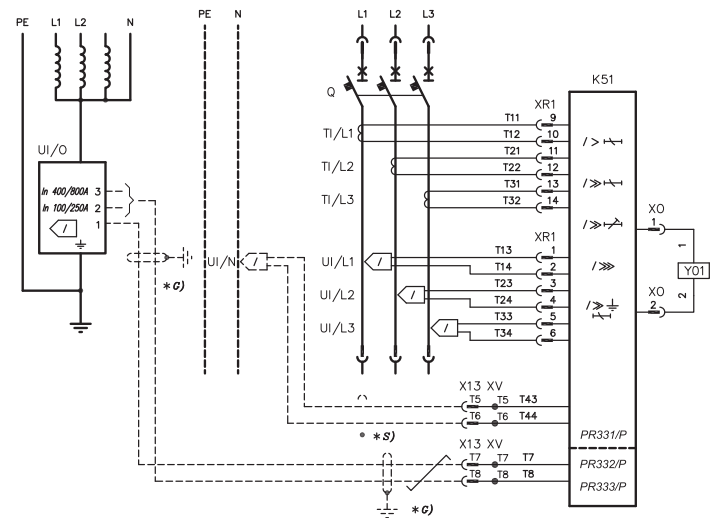 PE L1 L2 N
PE N
L1 L2 L3
Q
K51
XR1
TI/L1
T11 9
T12 10
TI/L2
T21 11
T22 12
TI/L3
T31 13
T32 14
UI/O
In 400/800A 3
In 100/250A 2
1
/
*G)
UI/N
/
XR1
UI/L1
/
T13 1
T14 2
UI/L2
/
T23 3
T24 4
UI/L3
/
T33 5
T34 6
/ >
/ >>
/ >>
/ >>>
/ >>
XO
1
1
Y01
XO
2
2
X13 XV
T5 T5 T43
T6 T6 T44
*S)
PR331/P
X13 XV
T7 T7 T7
T8 T8 T8
PR332/P
PR333/P
*G)